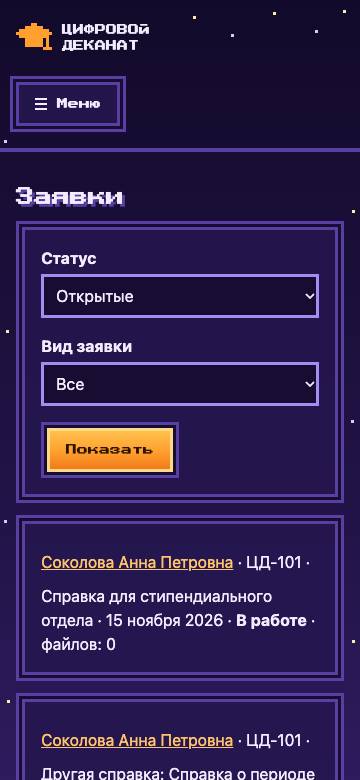 ЦИФРОВОЙ
ДЕКАНАТ
☰ Меню
Заявки
Статус
Открытые
Вид заявки
Все
Показать
Соколова Анна Петровна · ЦД-101 ·
Справка для стипендиального
отдела · 15 ноября 2026 · В работе ·
файлов: 0
Соколова Анна Петровна · ЦД-101 ·
Другая справка: Справка о периоде